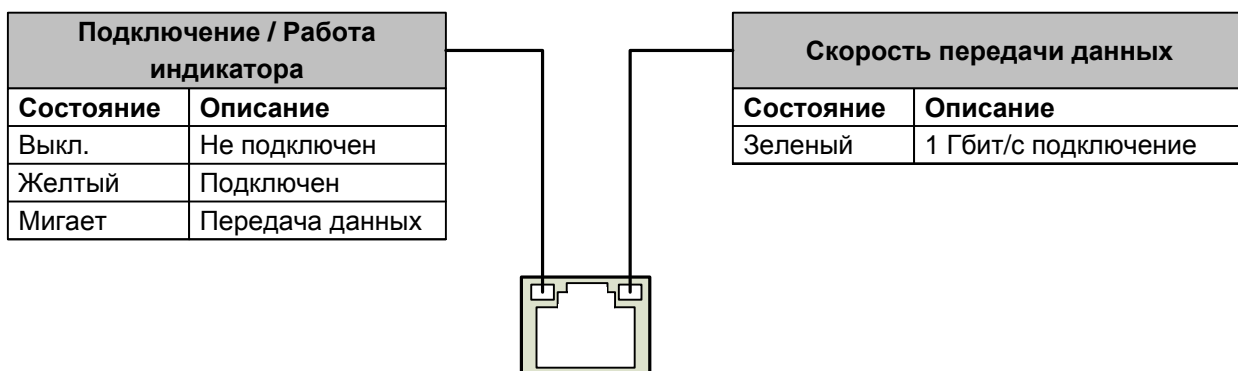 Подключение / Работа
индикатора
Состояние Описание
Выкл. Не подключен
Желтый Подключен
Мигает Передача данных
Скорость передачи данных
Состояние Описание
Зеленый 1 Гбит/с подключение